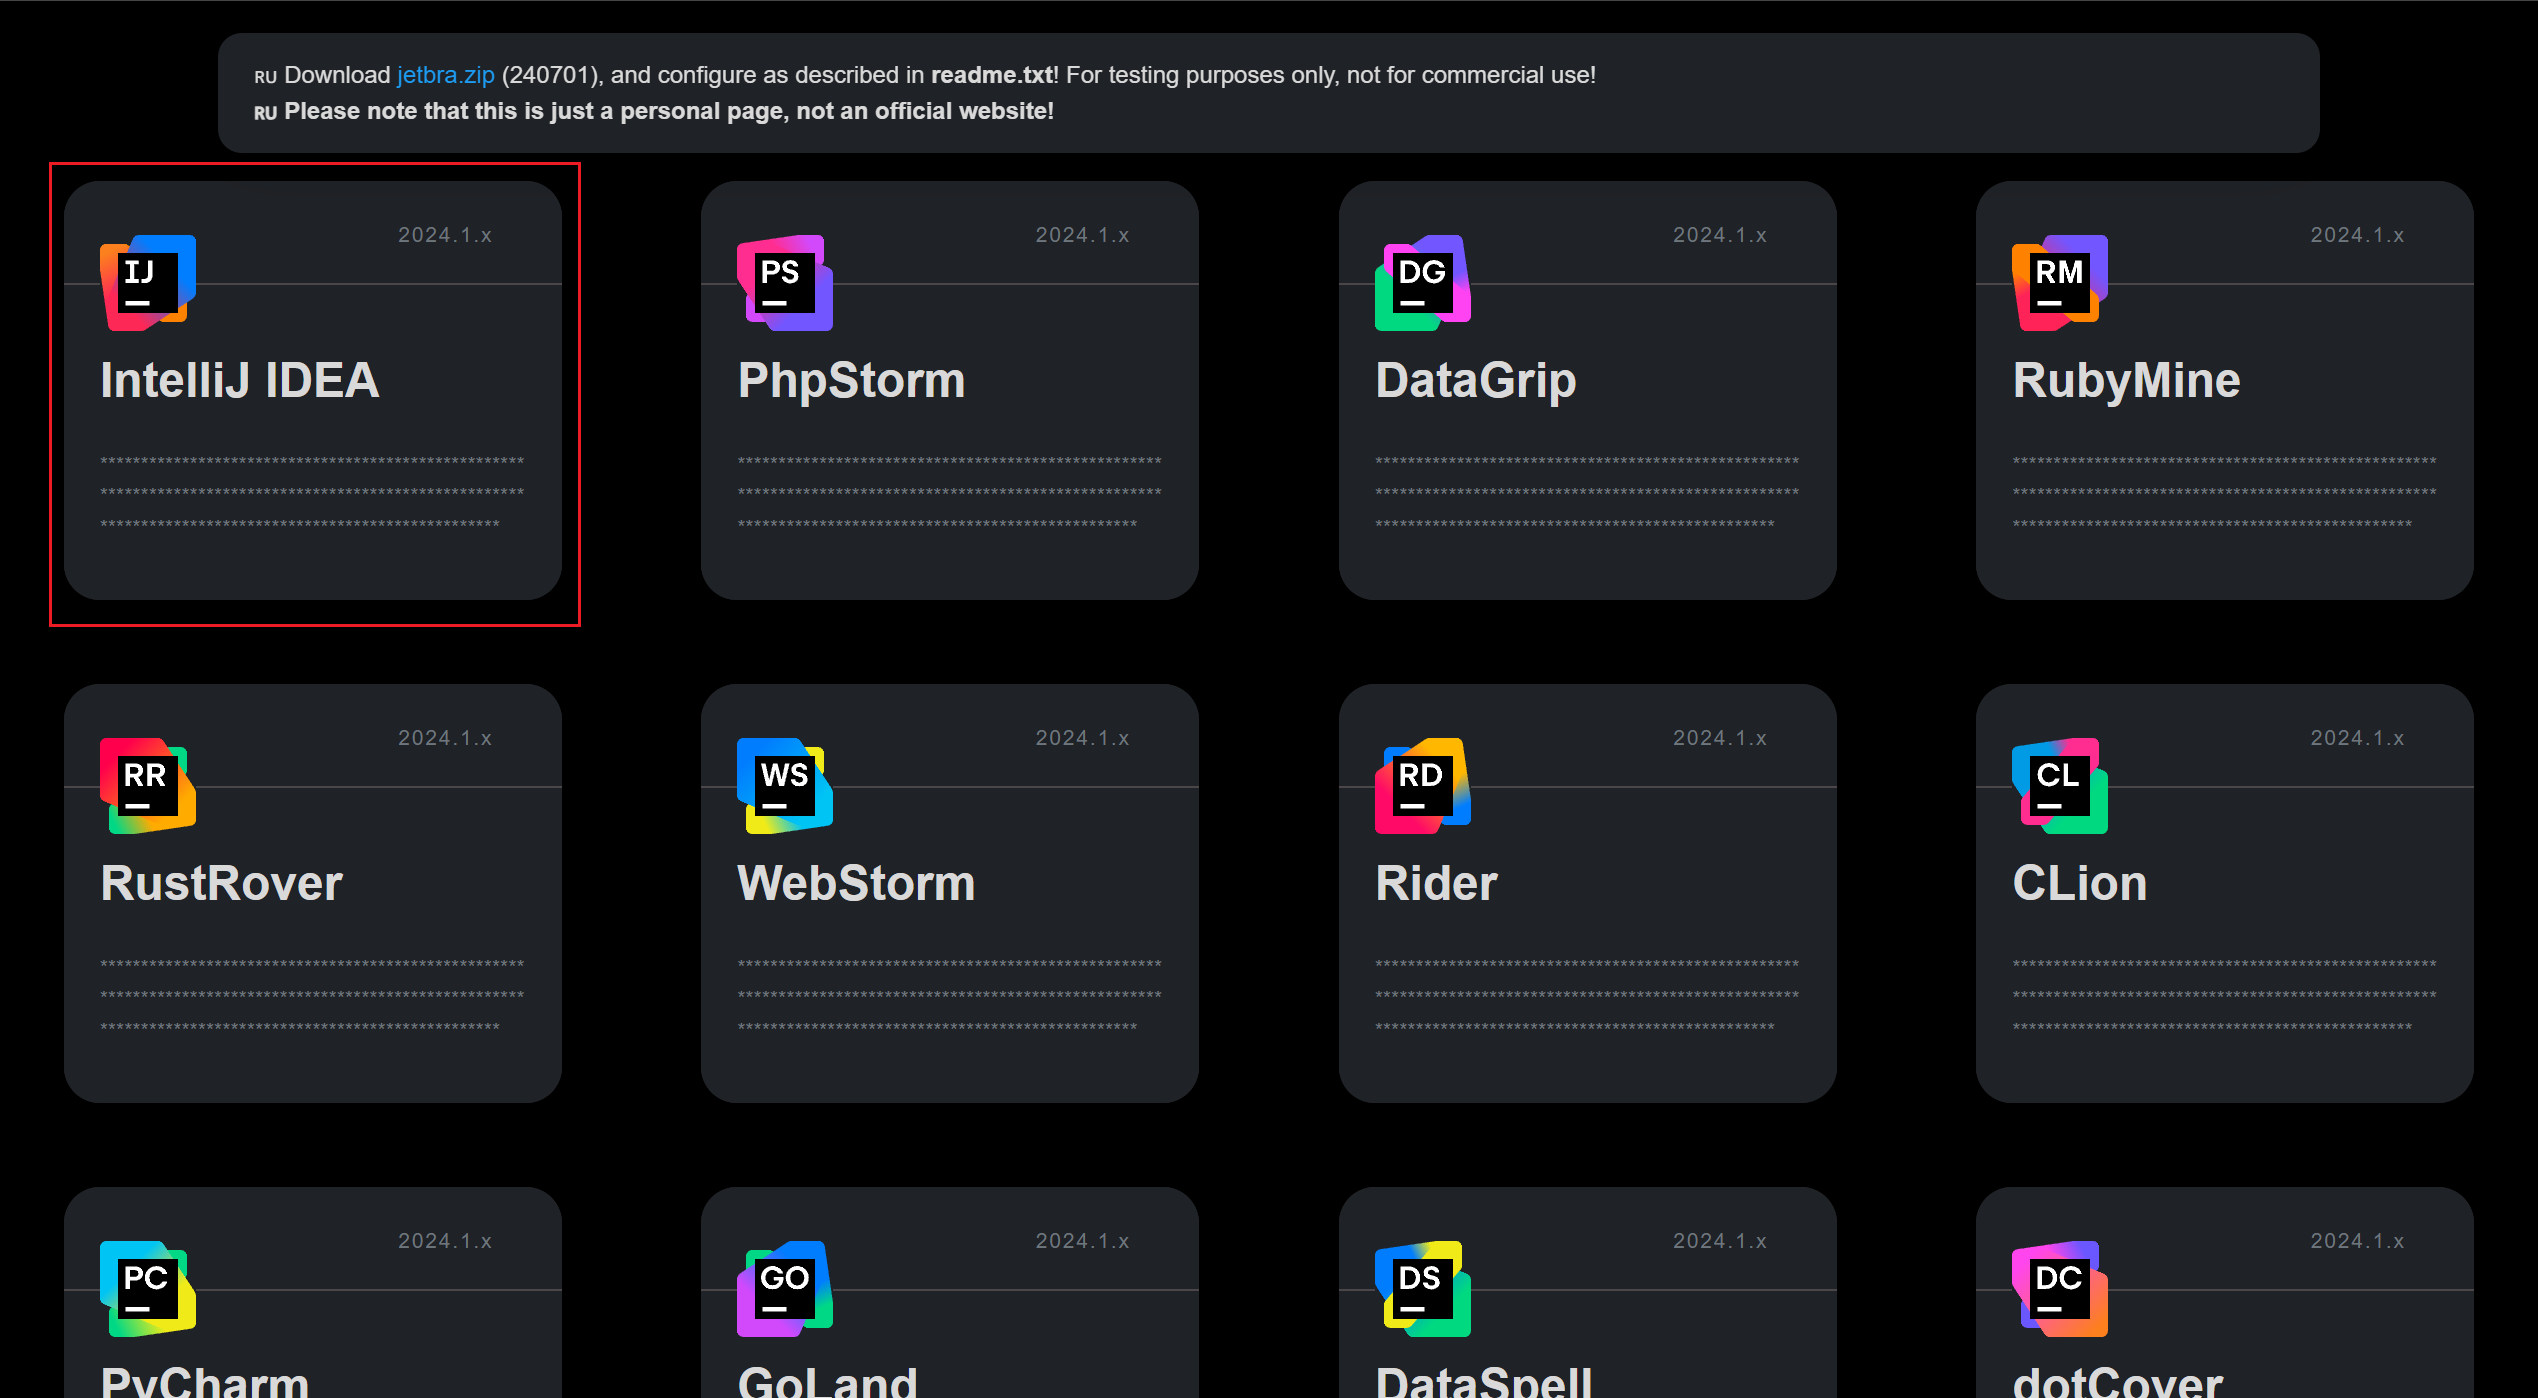 RU Download jetbra.zip (240701), and configure as described in readme.txt! For testing purposes only, not for commercial use!
RU Please note that this is just a personal page, not an official website!
2024.1.x
IJ
IntelliJ IDEA
2024.1.x
PS
PhpStorm
2024.1.x
DG
DataGrip
2024.1.x
RM
RubyMine
2024.1.x
RR
RustRover
2024.1.x
WS
WebStorm
2024.1.x
RD
Rider
2024.1.x
CL
CLion
2024.1.x
PC
PyCharm
2024.1.x
GO
GoLand
2024.1.x
DS
DataSpell
2024.1.x
DC
dotCover